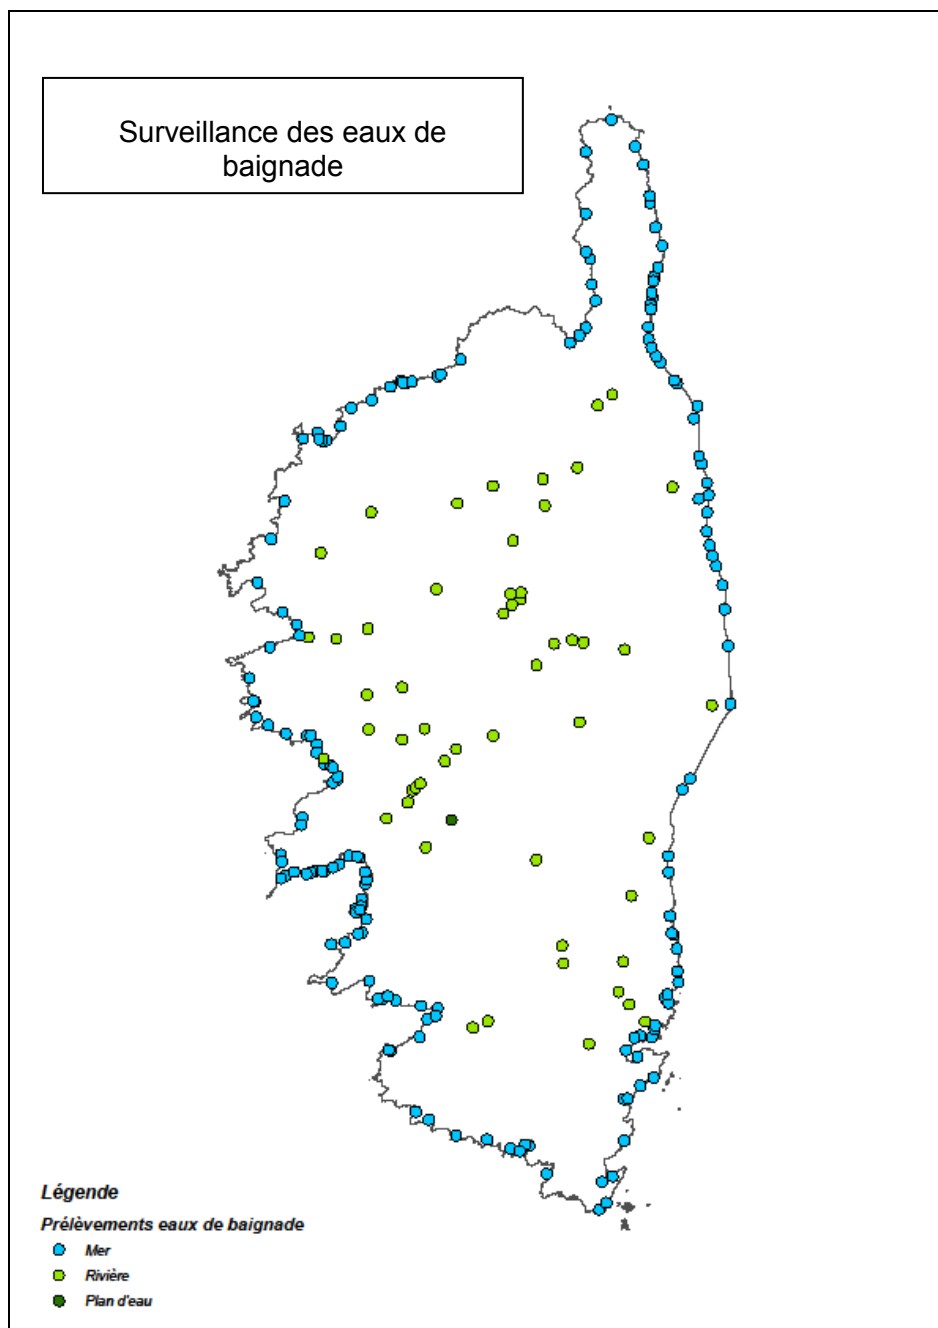 Surveillance des eaux de
baignade
Légende
Prélèvements eaux de baignade
Mer
Rivière
Plan d'eau